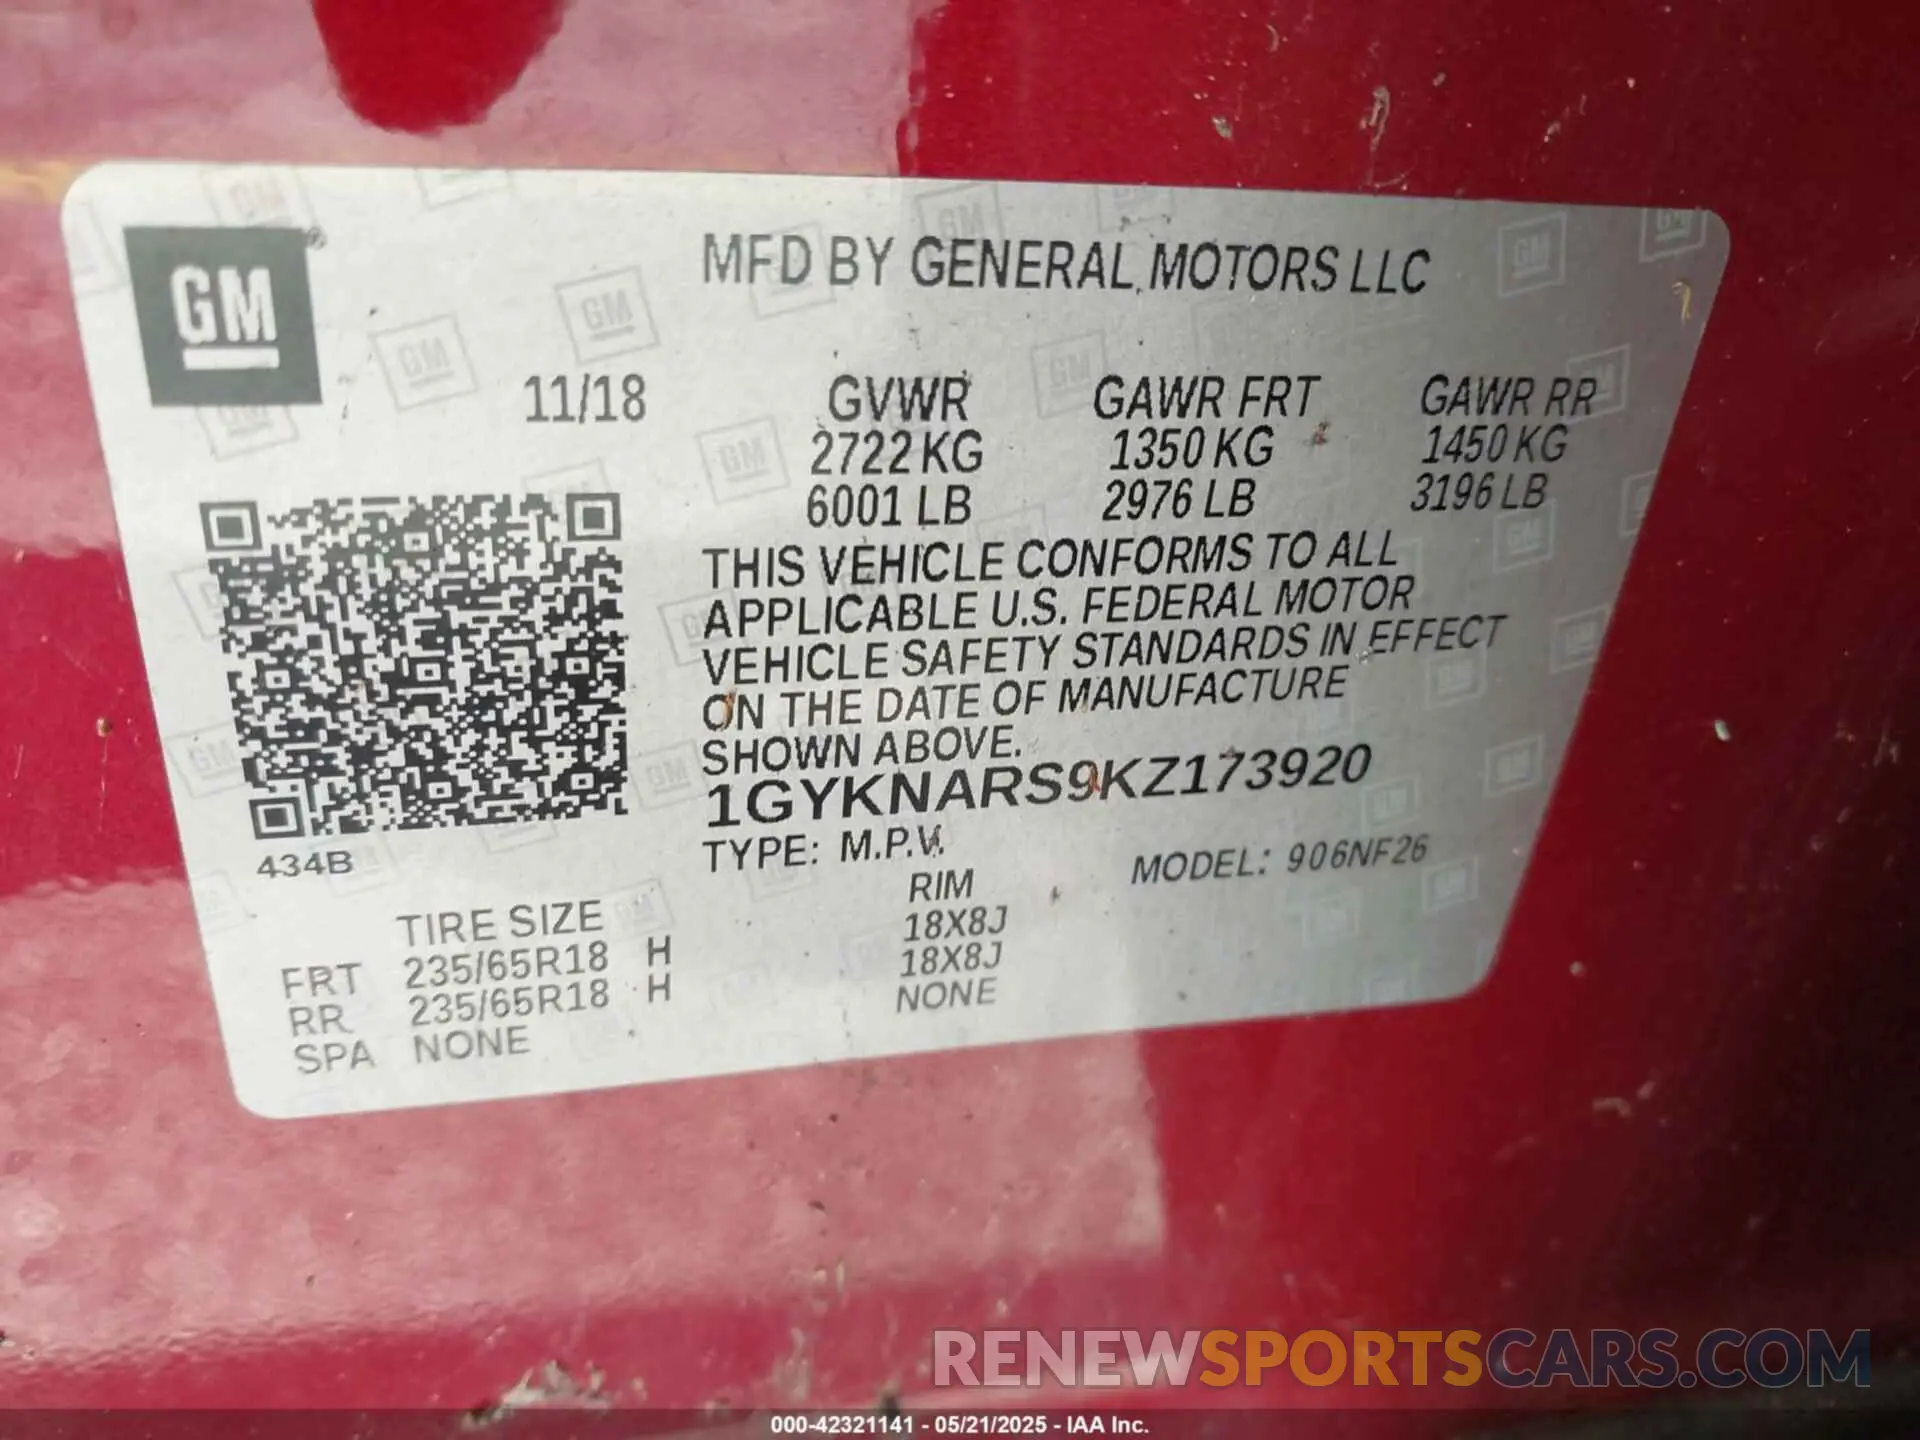 GM
MFD BY GENERAL MOTORS LLC
11/18 GVWR GAWR FRT GAWR RR
2722 KG 1350 KG 1450 KG
6001 LB 2976 LB 3196 LB
THIS VEHICLE CONFORMS TO ALL
APPLICABLE U.S. FEDERAL MOTOR
VEHICLE SAFETY STANDARDS IN EFFECT
ON THE DATE OF MANUFACTURE
SHOWN ABOVE.
1GYKNARS9KZ173920
434B
TYPE: M.P.V. MODEL: 906NF26
TIRE SIZE RIM
FRT 235/65R18 H 18X8J
RR 235/65R18 H 18X8J
SPA NONE NONE
RENEWSPORTSCARS.COM
000-42321141 - 05/21/2025 - IAA Inc.